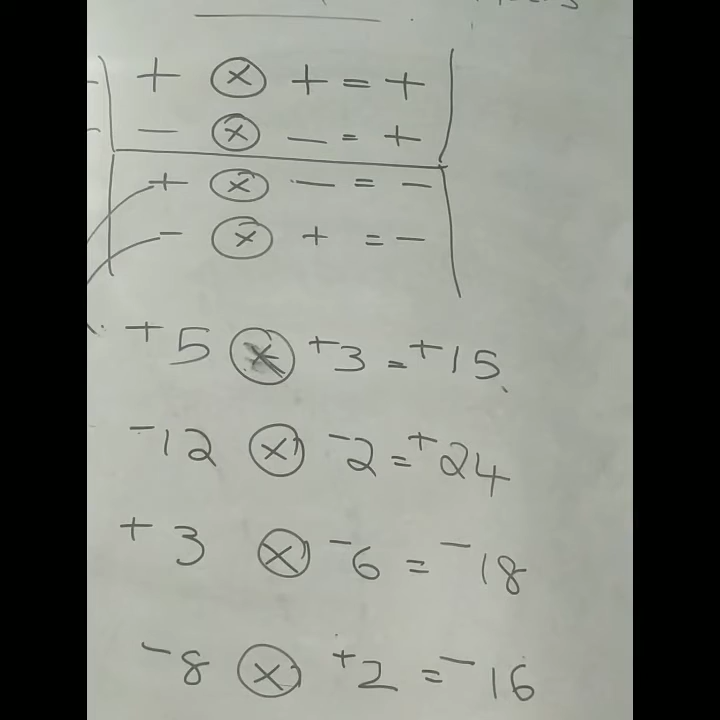 + ⊗ + = +
− ⊗ − = +
+ ⊗ − = −
− ⊗ + = −
+5 ⊗ +3 = +15
−12 ⊗ −2 = +24
+3 ⊗ −6 = −18
−8 ⊗ +2 = −16